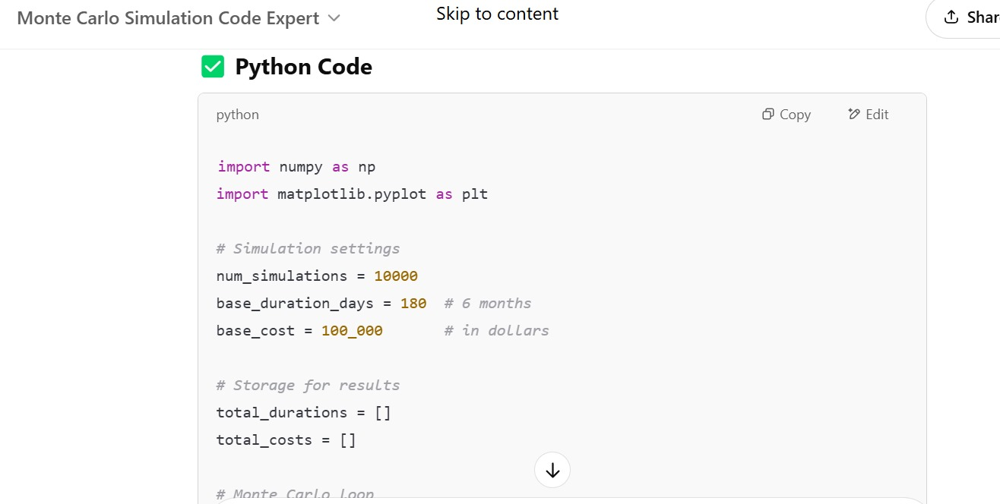 Monte Carlo Simulation Code Expert
Skip to content
Shar
✅ Python Code
python
Copy
Edit
import numpy as np
import matplotlib.pyplot as plt
# Simulation settings
num_simulations = 10000
base_duration_days = 180  # 6 months
base_cost = 100_000       # in dollars
# Storage for results
total_durations = []
total_costs = []
# Monte Carlo loop